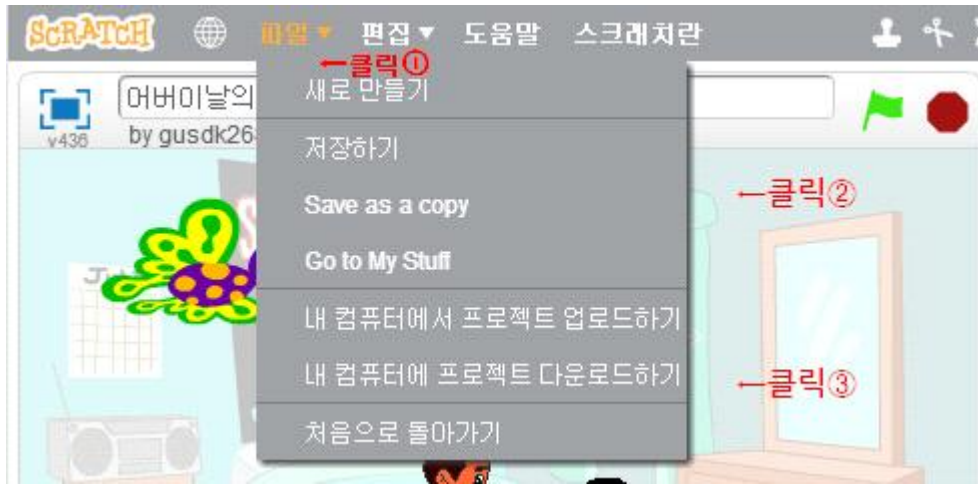 SCRATCH 파일▼ 편집▼ 도움말 스크래치란
←클릭①
새로 만들기
어버이날의
v436 by gusdk26
저장하기
←클릭②
Save as a copy
Go to My Stuff
내 컴퓨터에서 프로젝트 업로드하기
내 컴퓨터에 프로젝트 다운로드하기
←클릭③
처음으로 돌아가기